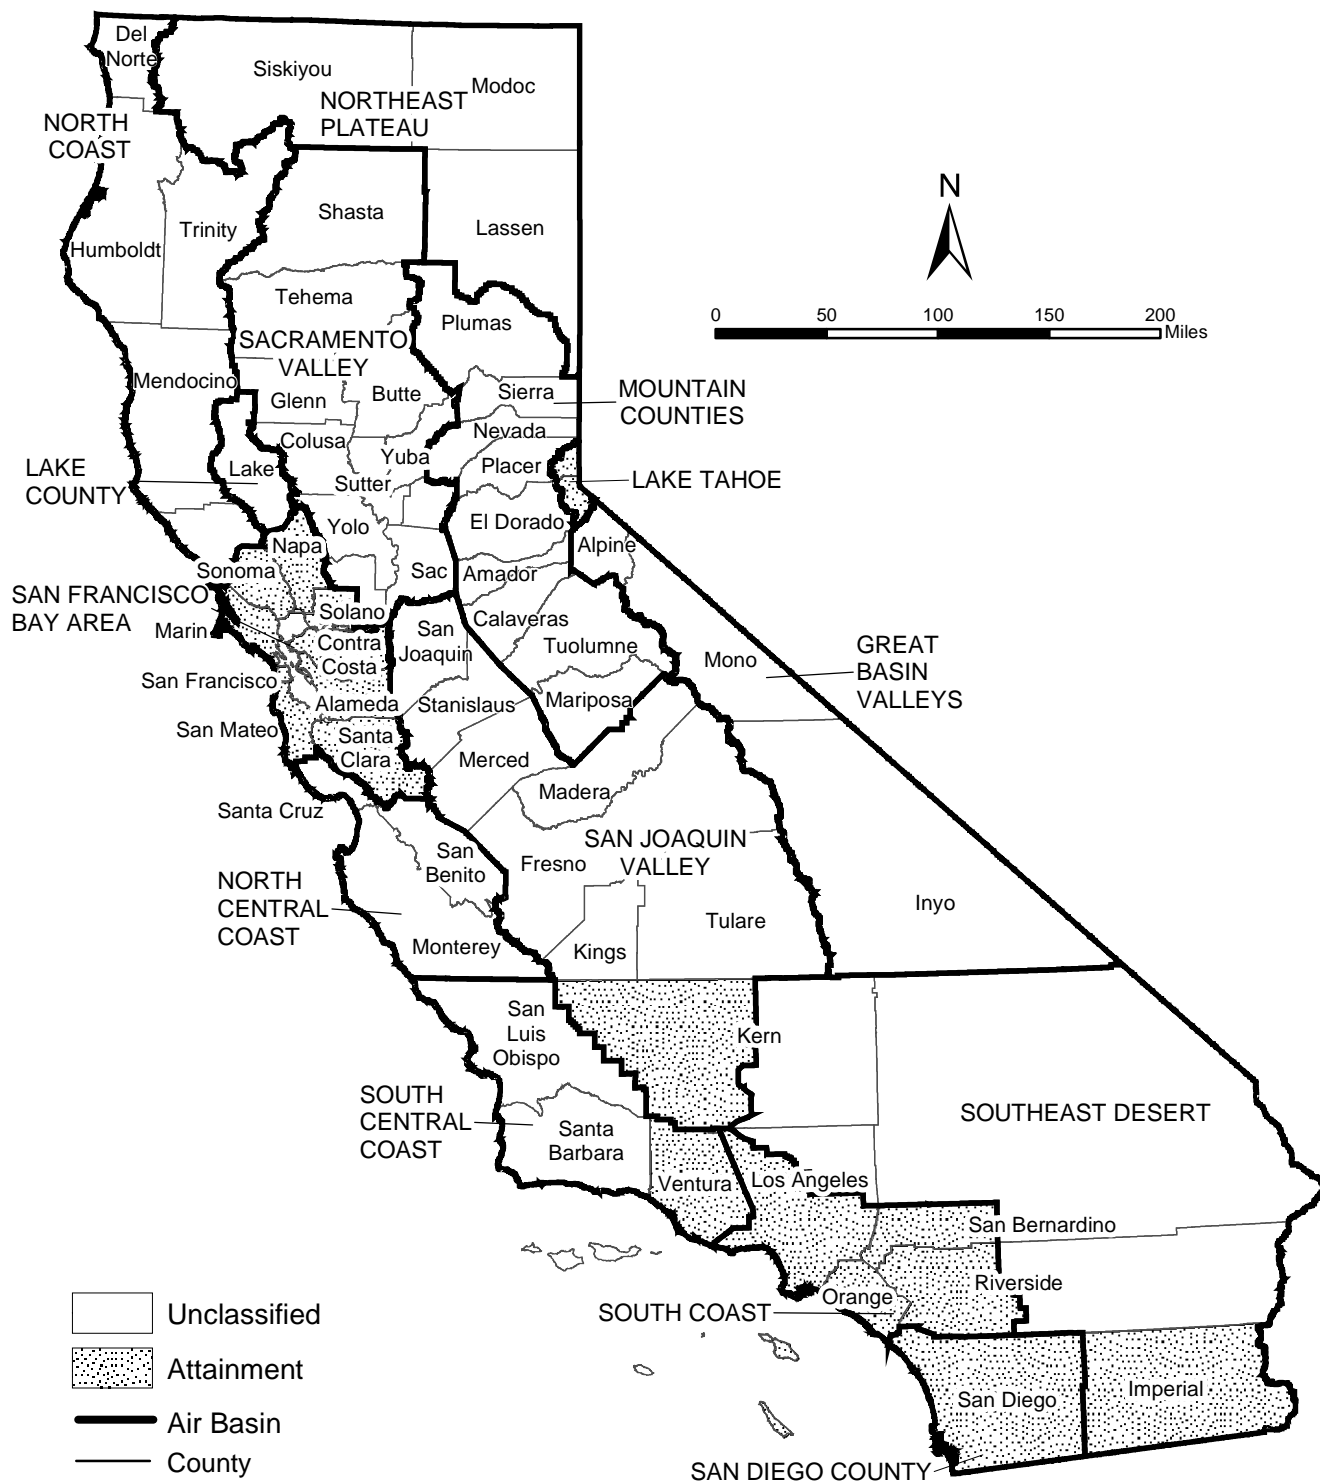 Del
Norte
Siskiyou
Modoc
NORTHEAST
PLATEAU
NORTH
COAST
N
Shasta
Trinity
Lassen
Humboldt
Tehema
Plumas
0 50 100 150 200
Miles
SACRAMENTO
VALLEY
Mendocino
Glenn
Butte
Sierra
MOUNTAIN
COUNTIES
Colusa
Nevada
Yuba
Placer
LAKE
COUNTY
Lake
Sutter
LAKE TAHOE
Yolo
El Dorado
Napa
Alpine
Sonoma
Sac
Amador
SAN FRANCISCO
BAY AREA
Solano
Calaveras
Marin
San
Joaquin
Contra
Costa
Tuolumne
Mono
GREAT
BASIN
VALLEYS
San Francisco
Alameda
Stanislaus
Mariposa
San Mateo
Santa
Clara
Merced
Madera
Santa Cruz
SAN JOAQUIN
VALLEY
San
Benito
Fresno
NORTH
CENTRAL
COAST
Inyo
Tulare
Monterey
Kings
San
Luis
Obispo
Kern
SOUTH
CENTRAL
COAST
SOUTHEAST DESERT
Santa
Barbara
Ventura
Los Angeles
San Bernardino
Riverside
Orange
SOUTH COAST
Unclassified
Attainment
San Diego
Imperial
Air Basin
County
SAN DIEGO COUNTY